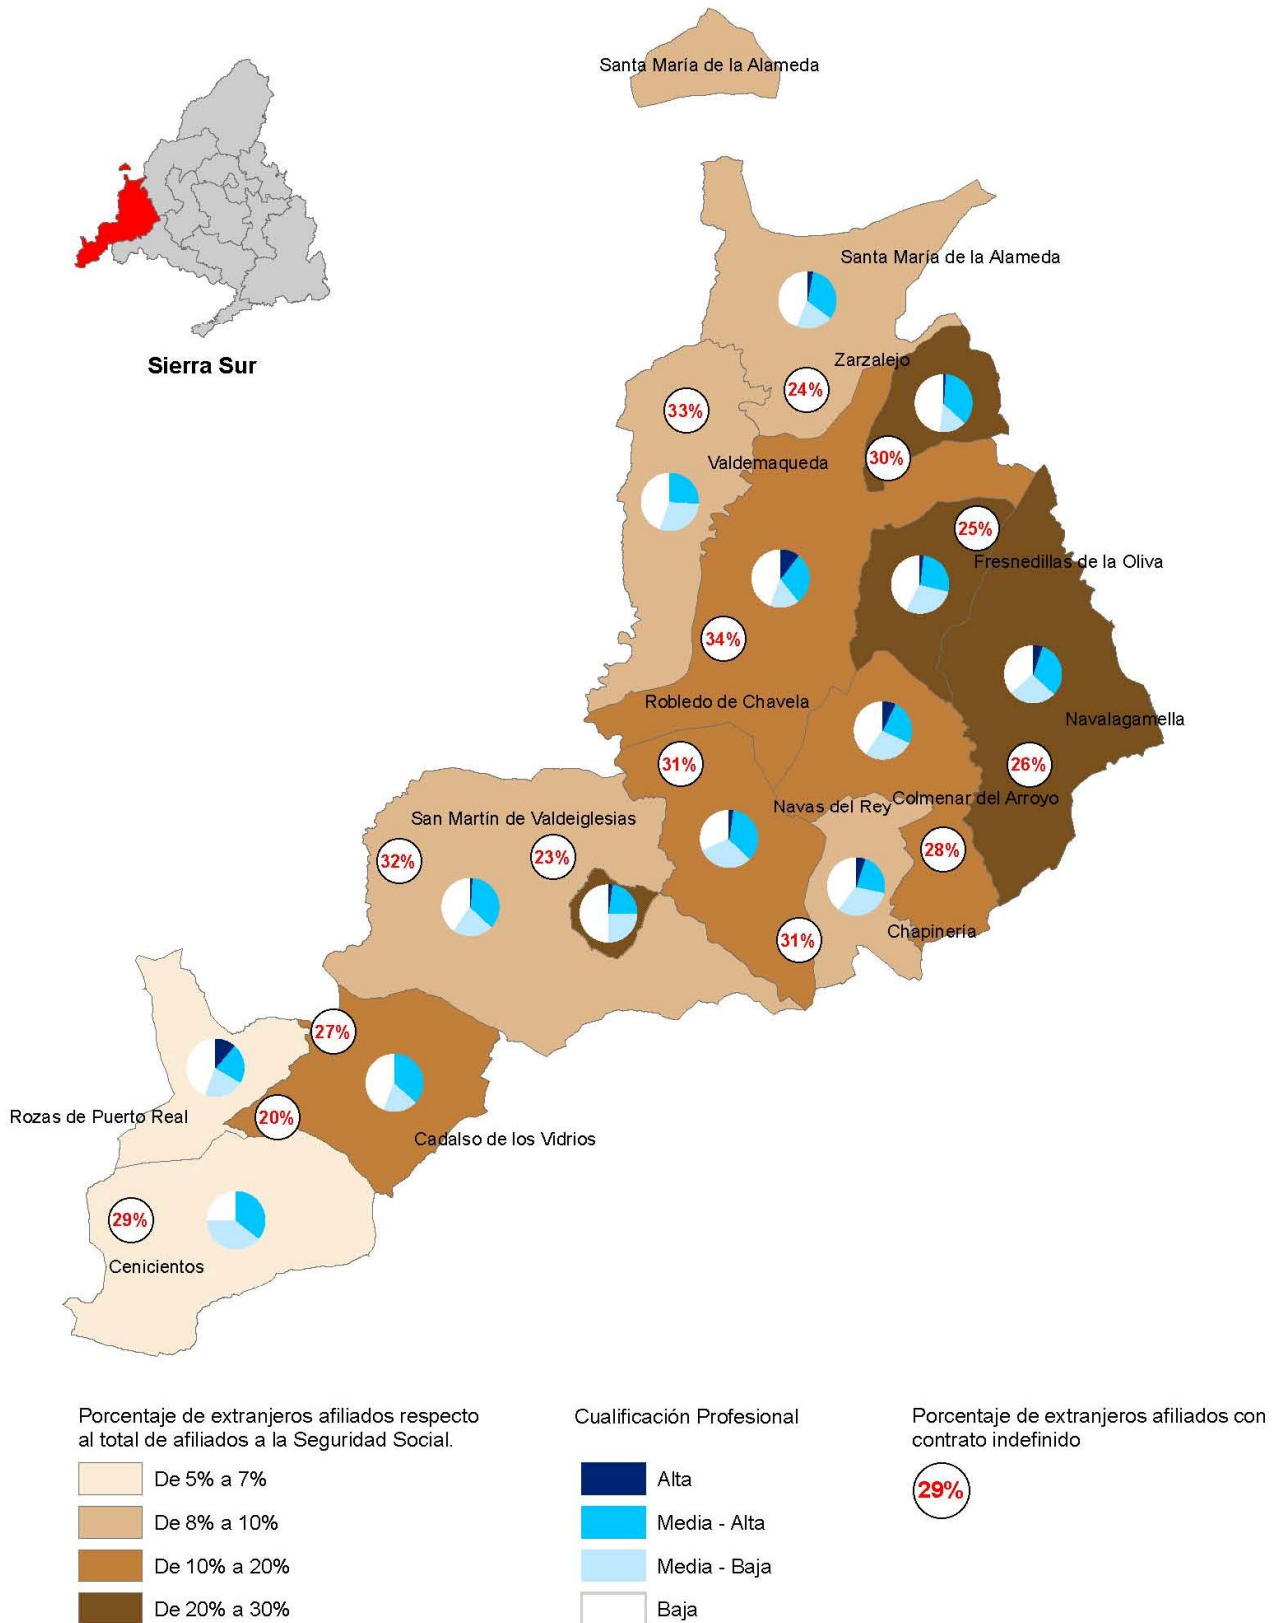 Santa María de la Alameda
Sierra Sur
Santa María de la Alameda
Zarzalejo
24%
33%
Valdemaqueda
30%
25%
Fresnedillas de la Oliva
34%
Robledo de Chavela
Navalagamella
31%
26%
Navas del Rey
Colmenar del Arroyo
San Martín de Valdeiglesias
32%
23%
28%
Chapinería
31%
27%
Rozas de Puerto Real
20%
Cadalso de los Vidrios
29%
Cenicientos
Porcentaje de extranjeros afiliados respecto
al total de afiliados a la Seguridad Social.
De 5% a 7%
De 8% a 10%
De 10% a 20%
De 20% a 30%
Cualificación Profesional
Alta
Media - Alta
Media - Baja
Baja
Porcentaje de extranjeros afiliados con
contrato indefinido
29%